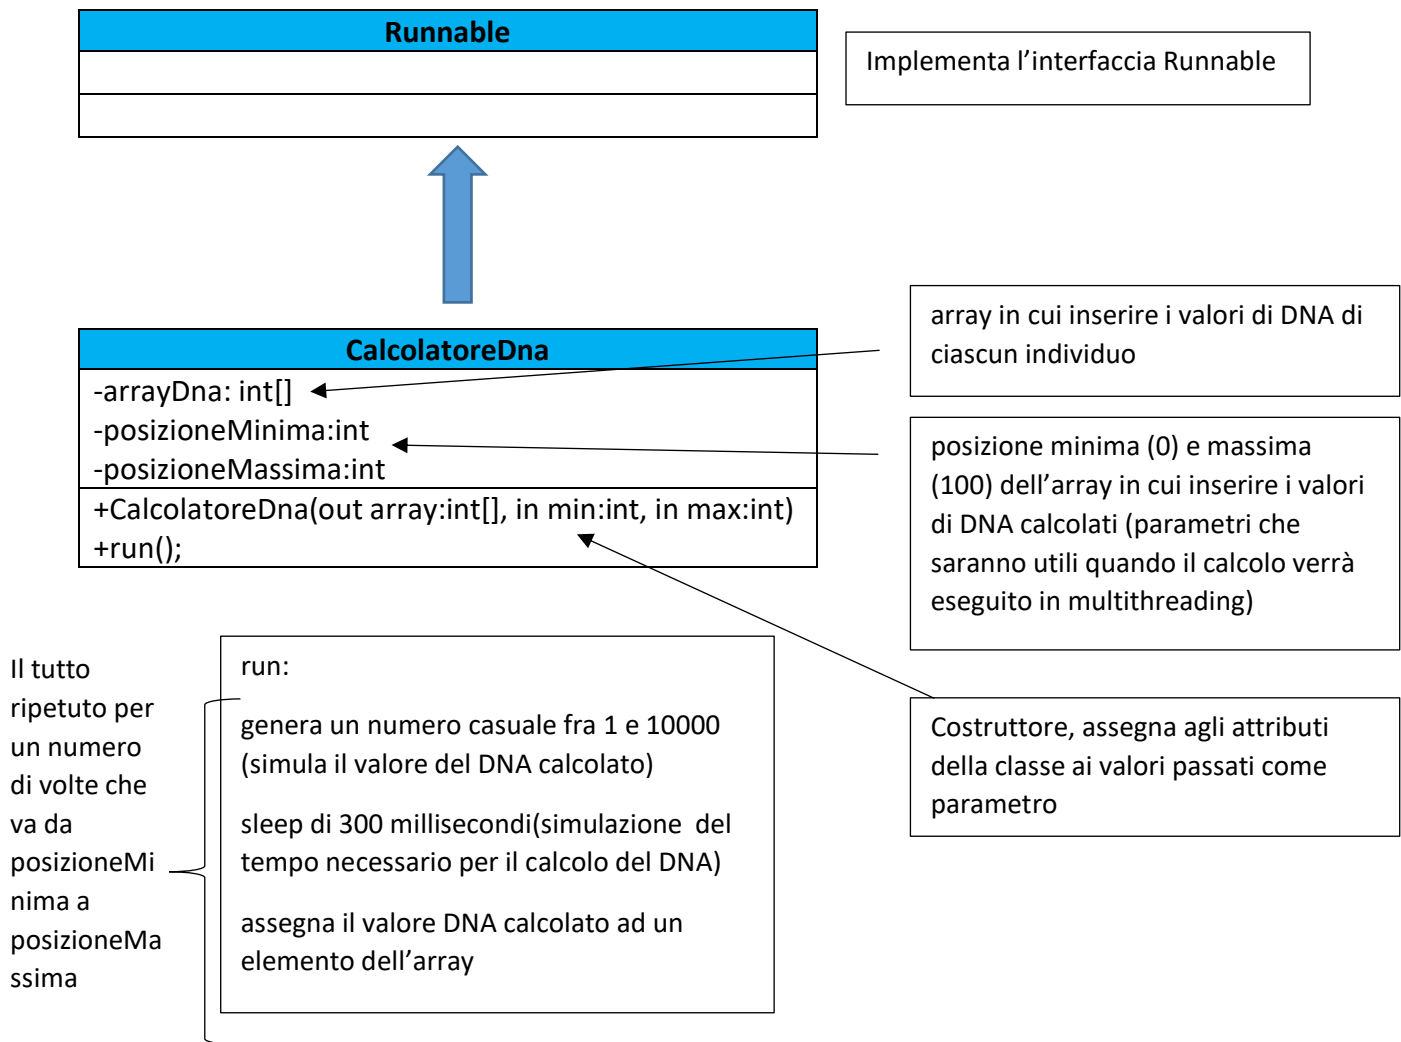 Runnable
Implementa l’interfaccia Runnable
CalcolatoreDna
-arrayDna: int[]
-posizioneMinima:int
-posizioneMassima:int
+CalcolatoreDna(out array:int[], in min:int, in max:int)
+run();
array in cui inserire i valori di DNA di
ciascun individuo
posizione minima (0) e massima
(100) dell’array in cui inserire i valori
di DNA calcolati (parametri che
saranno utili quando il calcolo verrà
eseguito in multithreading)
Costruttore, assegna agli attributi
della classe ai valori passati come
parametro
Il tutto
ripetuto per
un numero
di volte che
va da
posizioneMi
nima a
posizioneMa
ssima
run:
genera un numero casuale fra 1 e 10000
(simula il valore del DNA calcolato)
sleep di 300 millisecondi(simulazione  del
tempo necessario per il calcolo del DNA)
assegna il valore DNA calcolato ad un
elemento dell’array